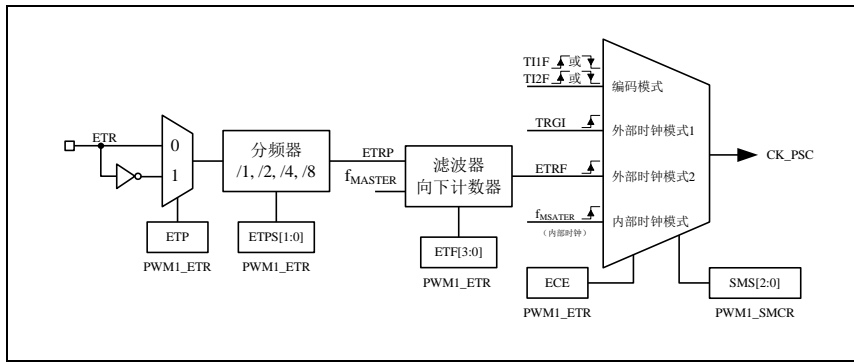 TI1F 或
TI2F 或
编码模式
TRGI
外部时钟模式1
ETR
0
1
分频器
/1, /2, /4, /8
ETRP
fMASTER
滤波器
向下计数器
ETRF
外部时钟模式2
CK_PSC
fMSATER
(内部时钟)
内部时钟模式
ETP
PWM1_ETR
ETPS[1:0]
PWM1_ETR
ETF[3:0]
PWM1_ETR
ECE
PWM1_ETR
SMS[2:0]
PWM1_SMCR